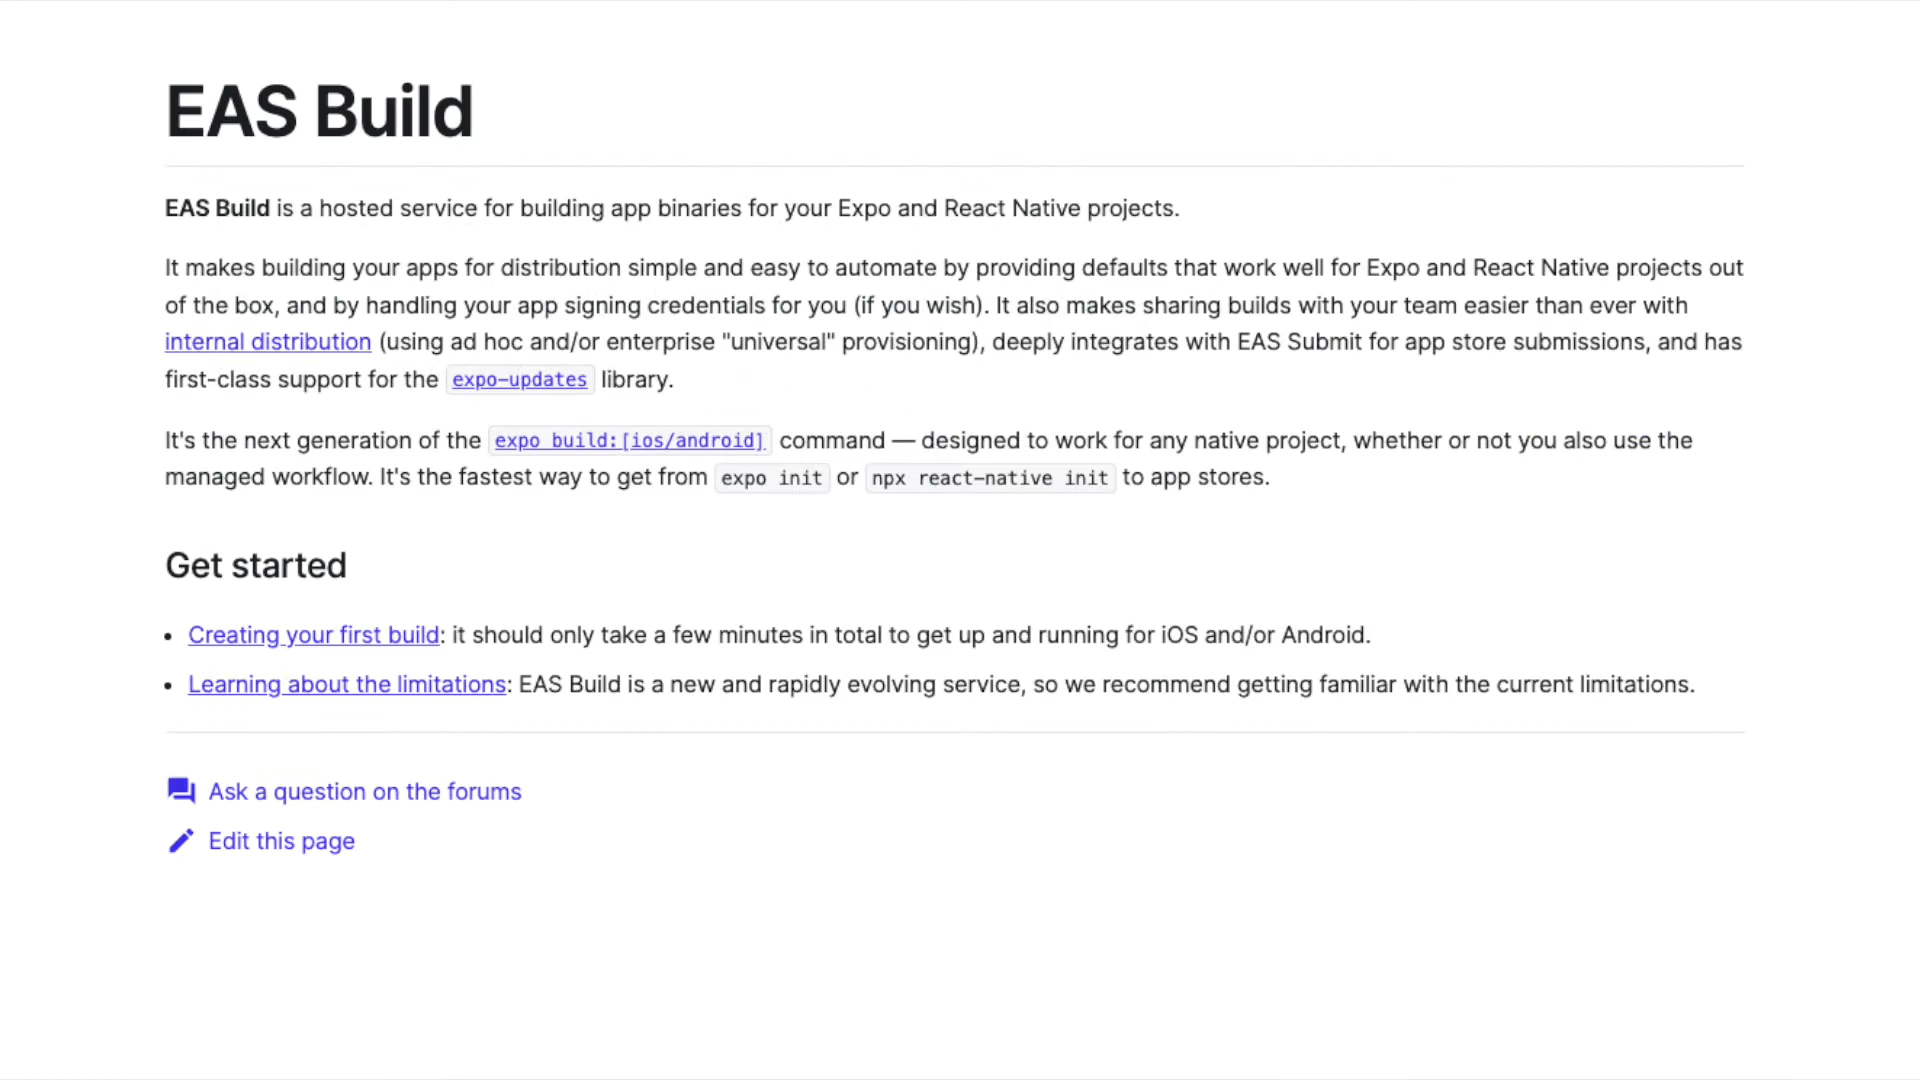 EAS Build
EAS Build is a hosted service for building app binaries for your Expo and React Native projects.
It makes building your apps for distribution simple and easy to automate by providing defaults that work well for Expo and React Native projects out
of the box, and by handling your app signing credentials for you (if you wish). It also makes sharing builds with your team easier than ever with
internal distribution (using ad hoc and/or enterprise "universal" provisioning), deeply integrates with EAS Submit for app store submissions, and has
first-class support for the expo-updates library.
It's the next generation of the expo build:[ios/android] command — designed to work for any native project, whether or not you also use the
managed workflow. It's the fastest way to get from expo init or npx react-native init to app stores.
Get started
• Creating your first build: it should only take a few minutes in total to get up and running for iOS and/or Android.
• Learning about the limitations: EAS Build is a new and rapidly evolving service, so we recommend getting familiar with the current limitations.
Ask a question on the forums
Edit this page